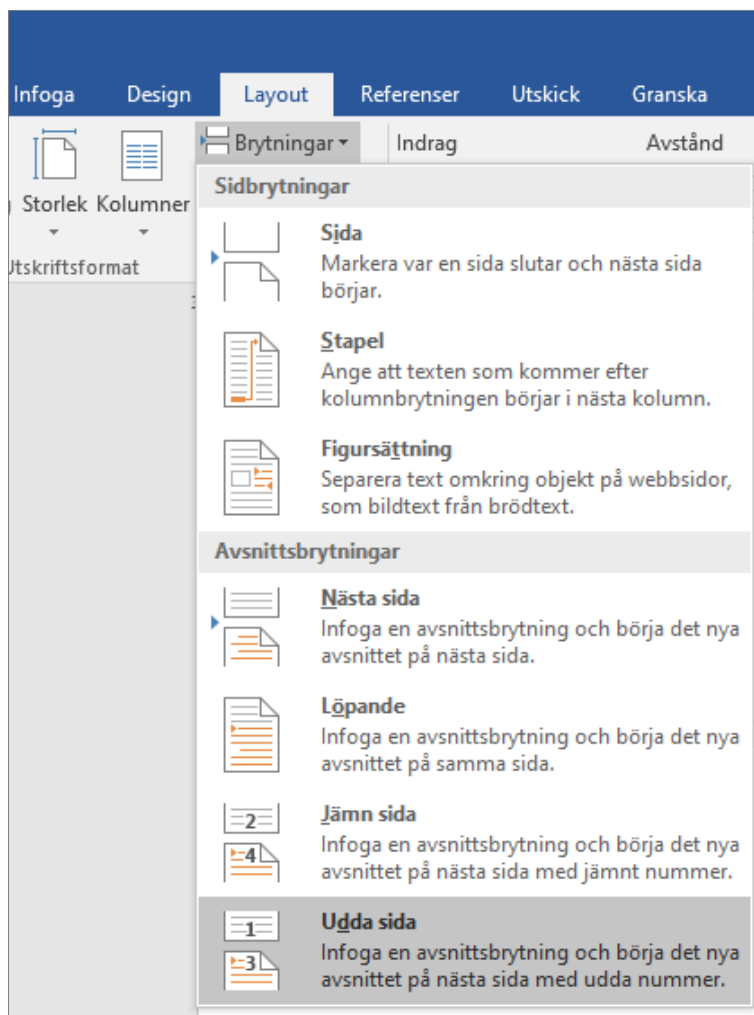 Infoga Design Layout Referenser Utskick Granska
Brytningar Indrag Avstånd
Storlek Kolumner
Utskriftsformat
Sidbrytningar
Sida
Markera var en sida slutar och nästa sida
börjar.
Stapel
Ange att texten som kommer efter
kolumnbrytningen börjar i nästa kolumn.
Figursättning
Separera text omkring objekt på webbsidor,
som bildtext från brödtext.
Avsnittsbrytningar
Nästa sida
Infoga en avsnittsbrytning och börja det nya
avsnittet på nästa sida.
Löpande
Infoga en avsnittsbrytning och börja det nya
avsnittet på samma sida.
2
4
Jämn sida
Infoga en avsnittsbrytning och börja det nya
avsnittet på nästa sida med jämnt nummer.
1
3
Udda sida
Infoga en avsnittsbrytning och börja det nya
avsnittet på nästa sida med udda nummer.